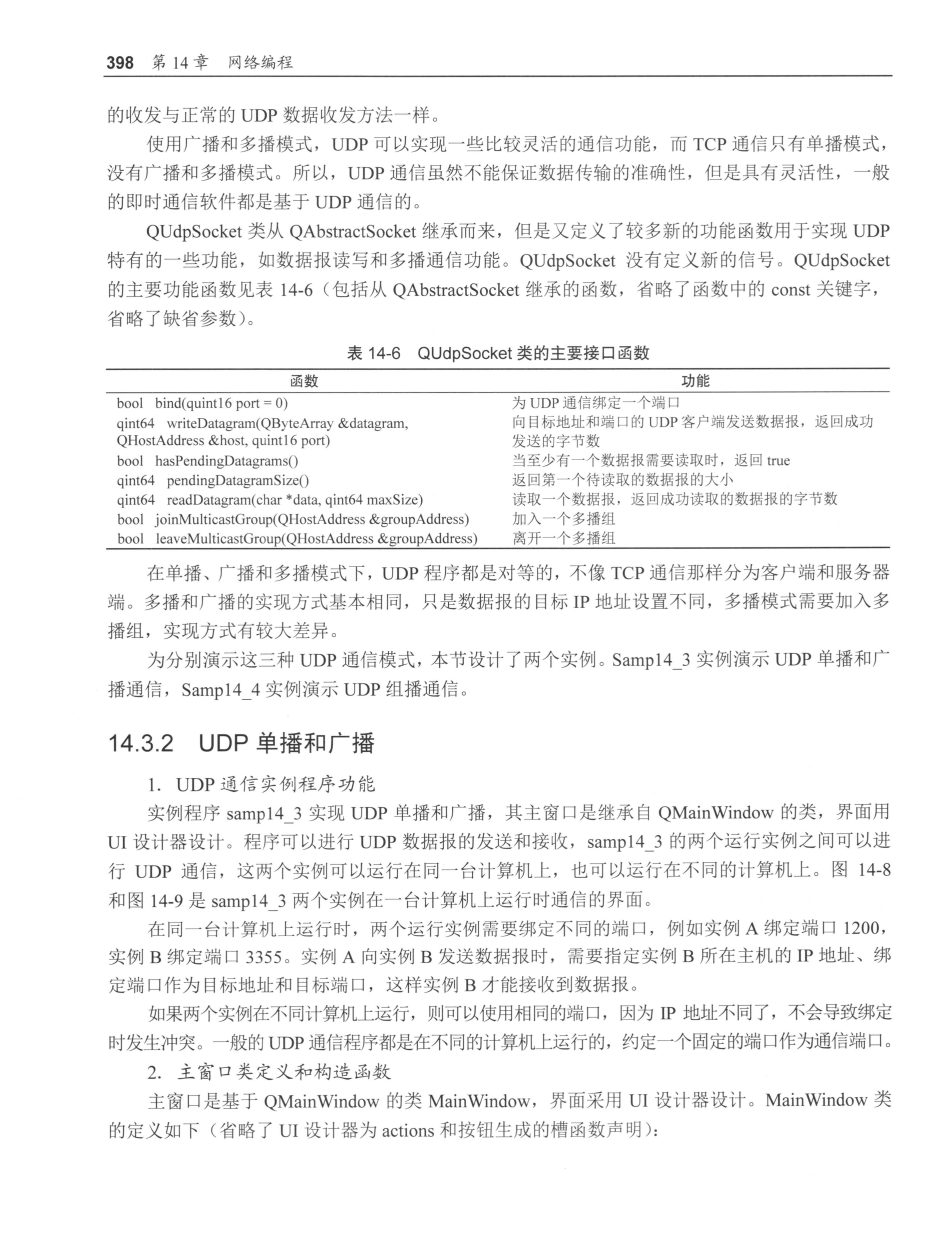 398 第 14 章 网络编程
的收发与正常的 UDP 数据收发方法一样。
使用广播和多播模式，UDP 可以实现一些比较灵活的通信功能，而 TCP 通信只有单播模式，
没有广播和多播模式。所以，UDP 通信虽然不能保证数据传输的准确性，但是具有灵活性，一般
的即时通信软件都是基于 UDP 通信的。
QUdpSocket 类从 QAbstractSocket 继承而来，但是又定义了较多新的功能函数用于实现 UDP
特有的一些功能，如数据报读写和多播通信功能。QUdpSocket 没有定义新的信号。QUdpSocket
的主要功能函数见表 14-6（包括从 QAbstractSocket 继承的函数，省略了函数中的 const 关键字，
省略了缺省参数）。
表 14-6 QUdpSocket 类的主要接口函数
函数 功能
bool bind(quint16 port = 0) 为 UDP 通信绑定一个端口
qint64 writeDatagram(QByteArray &datagram, 向目标地址和端口的 UDP 客户端发送数据报，返回成功
QHostAddress &host, quint16 port) 发送的字节数
bool hasPendingDatagrams() 当至少有一个数据报需要读取时，返回 true
qint64 pendingDatagramSize() 返回第一个待读取的数据报的大小
qint64 readDatagram(char *data, qint64 maxSize) 读取一个数据报，返回成功读取的数据报的字节数
bool joinMulticastGroup(QHostAddress &groupAddress) 加入一个多播组
bool leaveMulticastGroup(QHostAddress &groupAddress) 离开一个多播组
在单播、广播和多播模式下，UDP 程序都是对等的，不像 TCP 通信那样分为客户端和服务器
端。多播和广播的实现方式基本相同，只是数据报的目标 IP 地址设置不同，多播模式需要加入多
播组，实现方式有较大差异。
为分别演示这三种 UDP 通信模式，本节设计了两个实例。Samp14_3 实例演示 UDP 单播和广
播通信，Samp14_4 实例演示 UDP 组播通信。
14.3.2 UDP 单播和广播
1．UDP 通信实例程序功能
实例程序 samp14_3 实现 UDP 单播和广播，其主窗口是继承自 QMainWindow 的类，界面用
UI 设计器设计。程序可以进行 UDP 数据报的发送和接收，samp14_3 的两个运行实例之间可以进
行 UDP 通信，这两个实例可以运行在同一台计算机上，也可以运行在不同的计算机上。图 14-8
和图 14-9 是 samp14_3 两个实例在一台计算机上运行时通信的界面。
在同一台计算机上运行时，两个运行实例需要绑定不同的端口，例如实例 A 绑定端口 1200，
实例 B 绑定端口 3355。实例 A 向实例 B 发送数据报时，需要指定实例 B 所在主机的 IP 地址、绑
定端口作为目标地址和目标端口，这样实例 B 才能接收到数据报。
如果两个实例在不同计算机上运行，则可以使用相同的端口，因为 IP 地址不同了，不会导致绑定
时发生冲突。一般的 UDP 通信程序都是在不同的计算机上运行的，约定一个固定的端口作为通信端口。
2．主窗口类定义和构造函数
主窗口是基于 QMainWindow 的类 MainWindow，界面采用 UI 设计器设计。MainWindow 类
的定义如下（省略了 UI 设计器为 actions 和按钮生成的槽函数声明）：